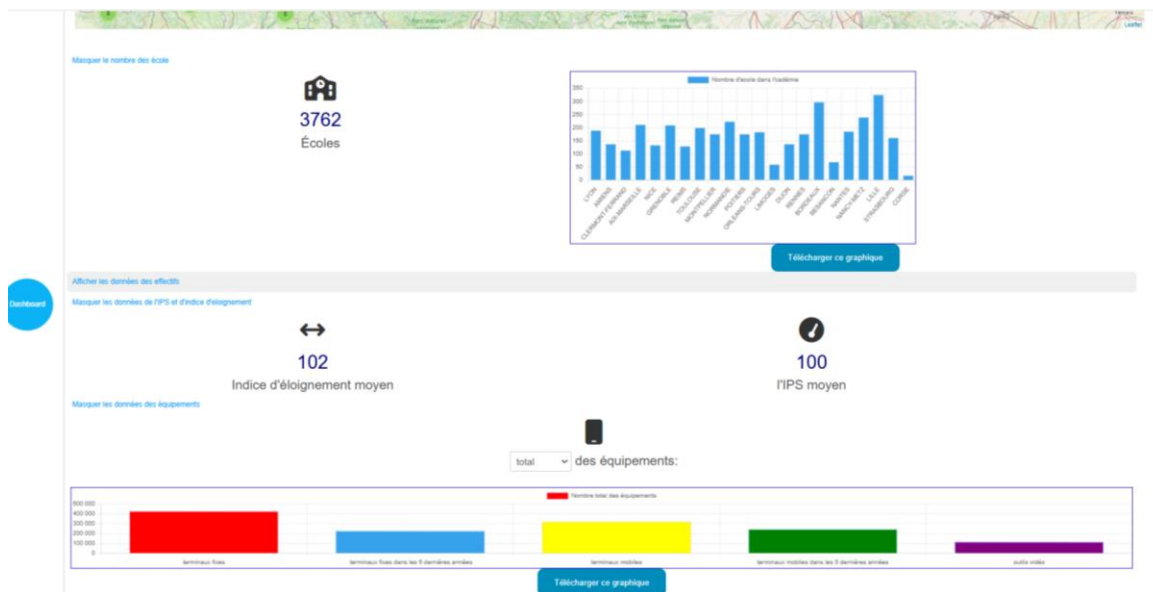 Leaflet
Masquer le nombre des école
3762
Écoles
Nombre d'ecole dans l'cadémie
350
300
250
200
150
100
50
0
LYON
AMIENS
CLERMONT-FERRAND
AIX-MARSEILLE
NICE
GRENOBLE
REIMS
TOULOUSE
MONTPELLIER
NORMANDIE
POITIERS
ORLEANS-TOURS
LIMOGES
DIJON
RENNES
BORDEAUX
BESANCON
NANTES
NANCY-METZ
LILLE
STRASBOURG
CORSE
Télécharger ce graphique
Afficher les données des effectifs
Dashboard
Masquer les données de l'IPS et d'indice d'eloignement
102
Indice d'éloignement moyen
100
l'IPS moyen
Masquer les données des équipements
total des équipements:
Nombre total des équipements
500 000
400 000
300 000
200 000
100 000
0
terminaux fixes
terminaux fixes dans les 5 dernières années
terminaux mobiles
terminaux mobiles dans les 5 dernières années
outils vidéo
Télécharger ce graphique